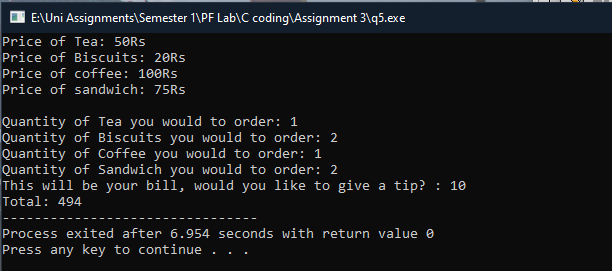 E:\Uni Assignments\Semester 1\PF Lab\C coding\Assignment 3\q5.exe
Price of Tea: 50Rs
Price of Biscuits: 20Rs
Price of coffee: 100Rs
Price of sandwich: 75Rs
Quantity of Tea you would to order: 1
Quantity of Biscuits you would to order: 2
Quantity of Coffee you would to order: 1
Quantity of Sandwich you would to order: 2
This will be your bill, would you like to give a tip? : 10
Total: 494
--------------------------------
Process exited after 6.954 seconds with return value 0
Press any key to continue . . .